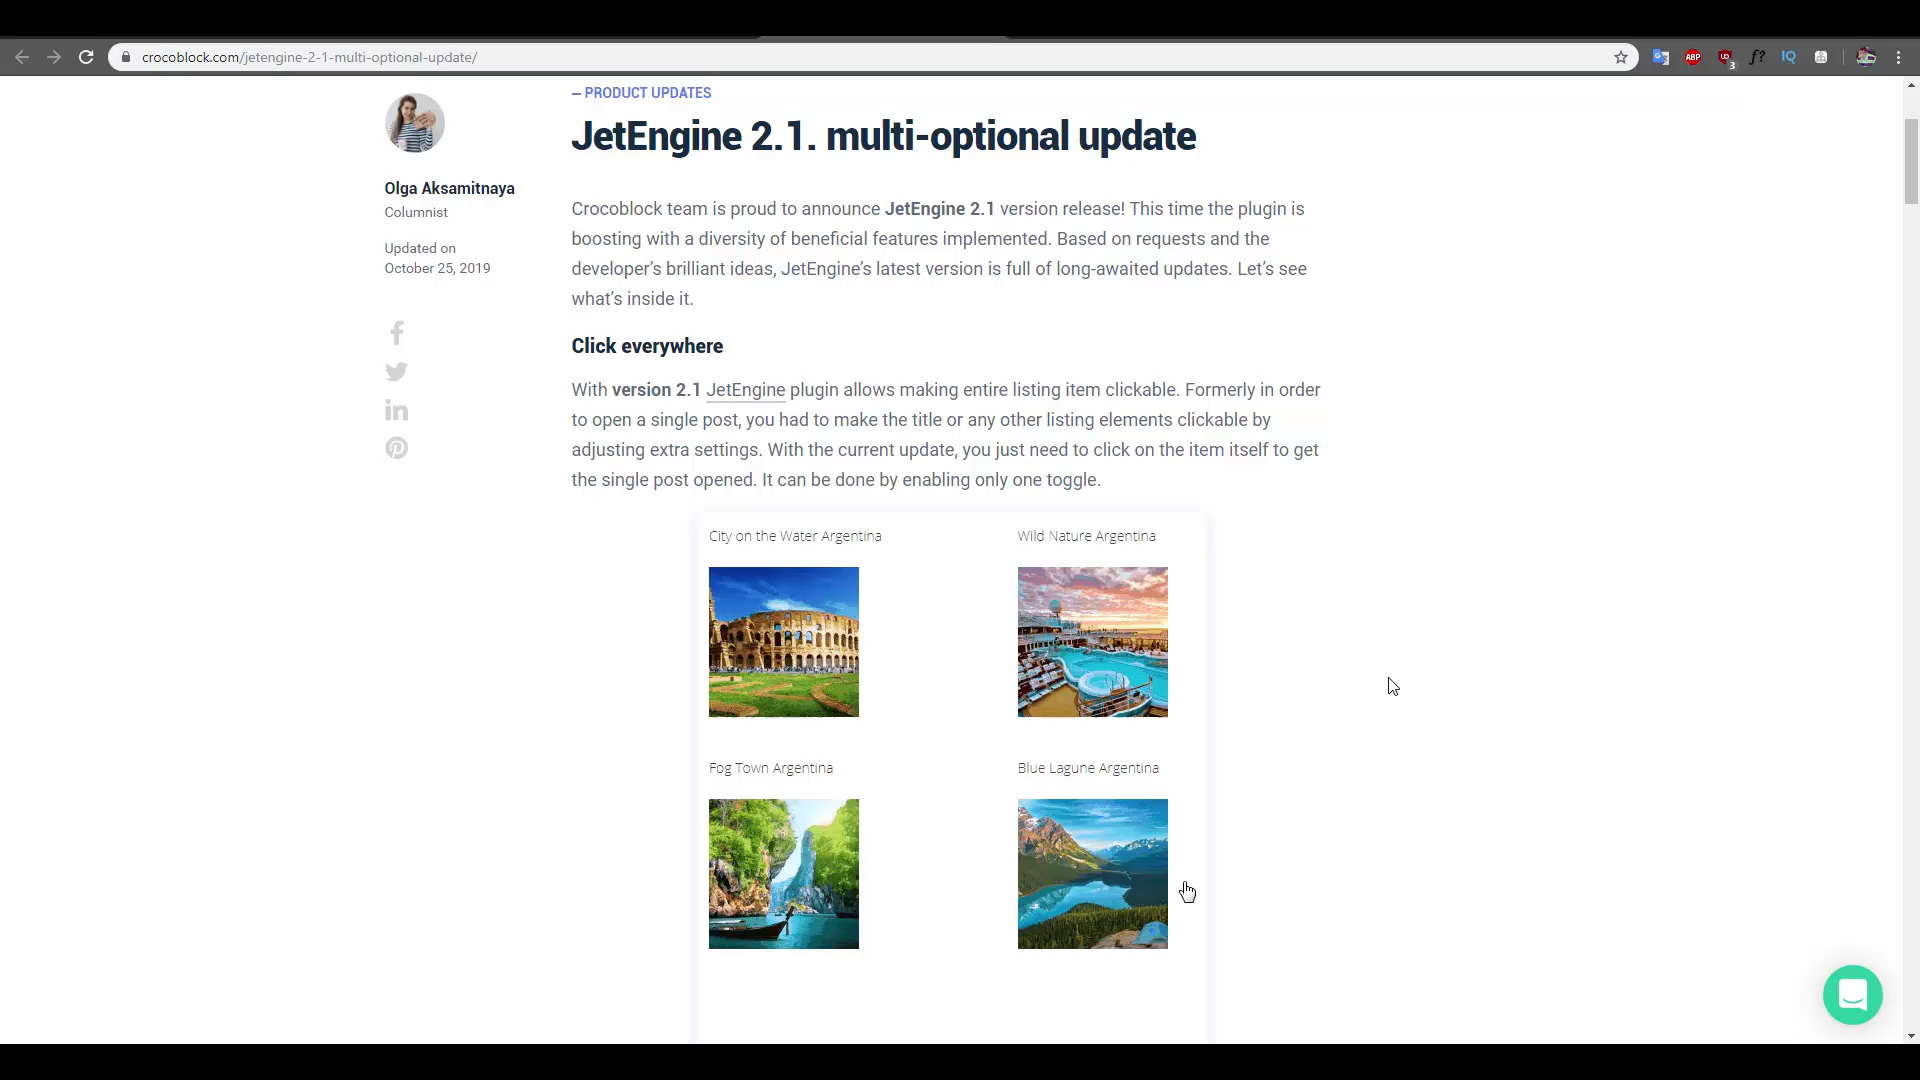 crocoblock.com/jetengine-2-1-multi-optional-update/
ABP
3
f?
IQ
– PRODUCT UPDATES
JetEngine 2.1. multi-optional update
Olga Aksamitnaya
Columnist
Updated on
October 25, 2019
Crocoblock team is proud to announce JetEngine 2.1 version release! This time the plugin is
boosting with a diversity of beneficial features implemented. Based on requests and the
developer’s brilliant ideas, JetEngine’s latest version is full of long-awaited updates. Let’s see
what’s inside it.
Click everywhere
With version 2.1 JetEngine plugin allows making entire listing item clickable. Formerly in order
to open a single post, you had to make the title or any other listing elements clickable by
adjusting extra settings. With the current update, you just need to click on the item itself to get
the single post opened. It can be done by enabling only one toggle.
City on the Water Argentina
Wild Nature Argentina
Fog Town Argentina
Blue Lagune Argentina